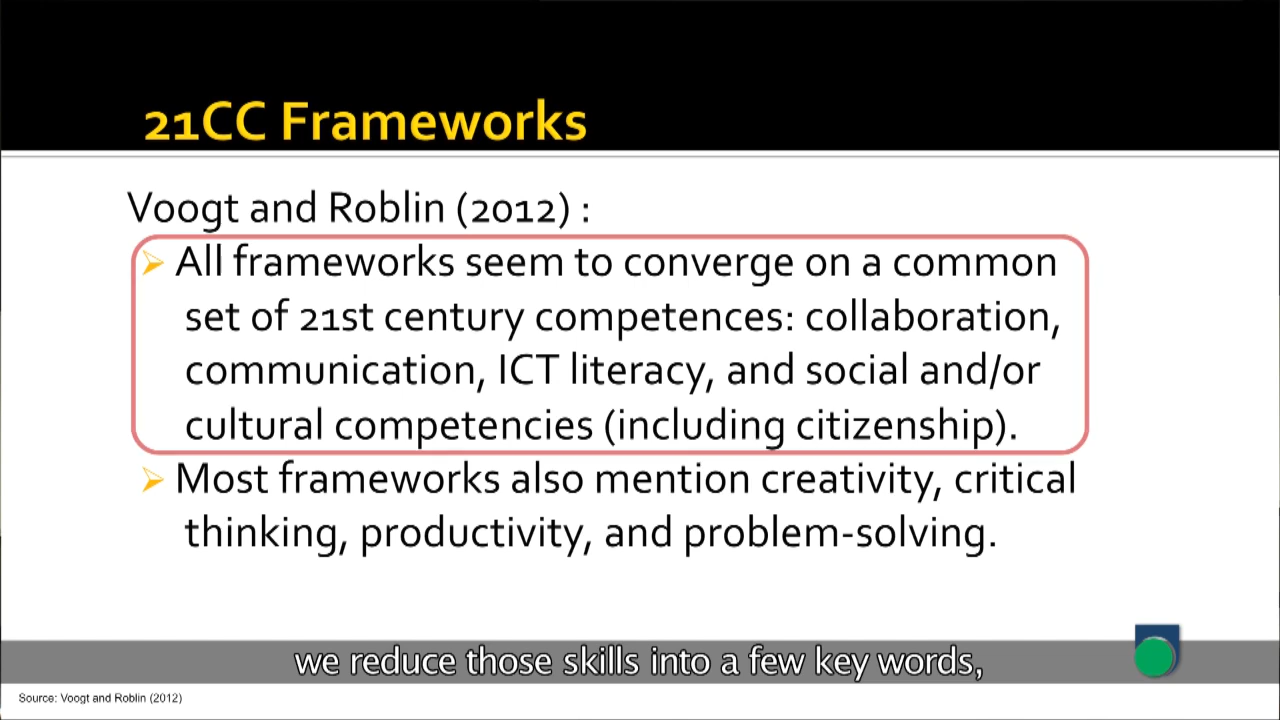 21CC Frameworks
Voogt and Roblin (2012) :
All frameworks seem to converge on a common
set of 21st century competences: collaboration,
communication, ICT literacy, and social and/or
cultural competencies (including citizenship).
Most frameworks also mention creativity, critical
thinking, productivity, and problem-solving.
we reduce those skills into a few key words,
Source: Voogt and Roblin (2012)